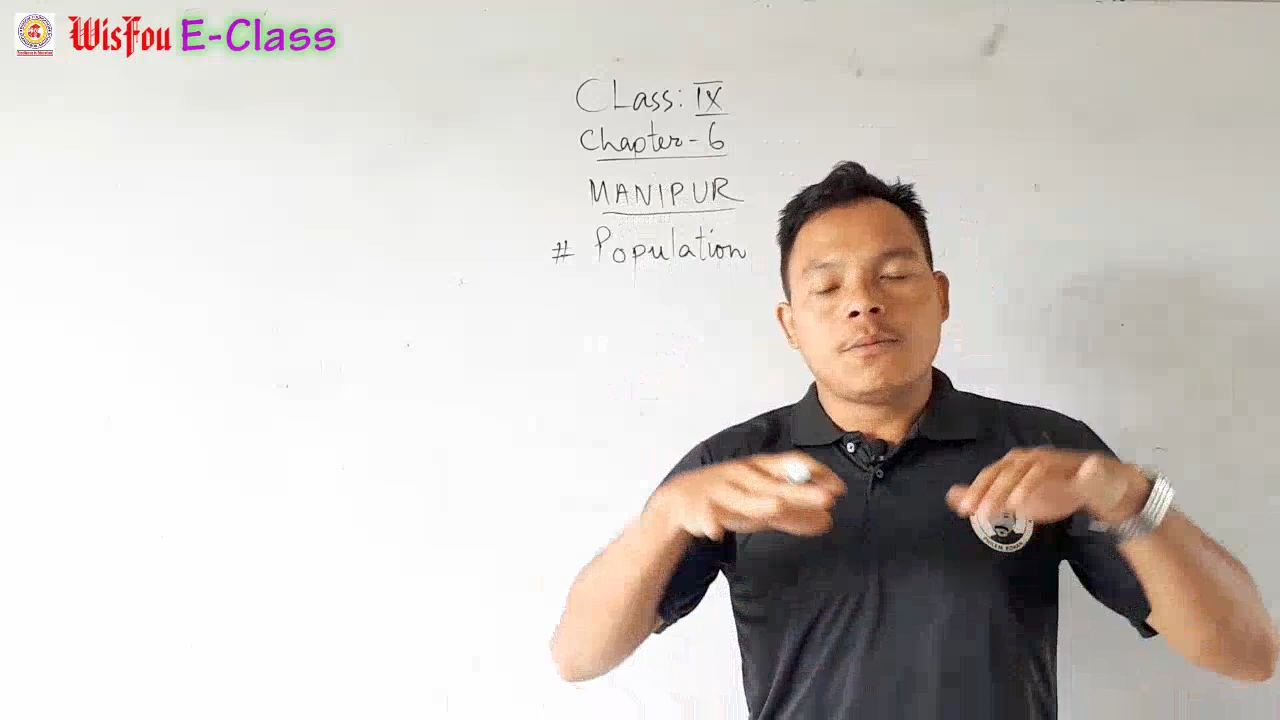 WisFou E-Class
CLass: IX
Chapter-6
MANIPUR
# Population